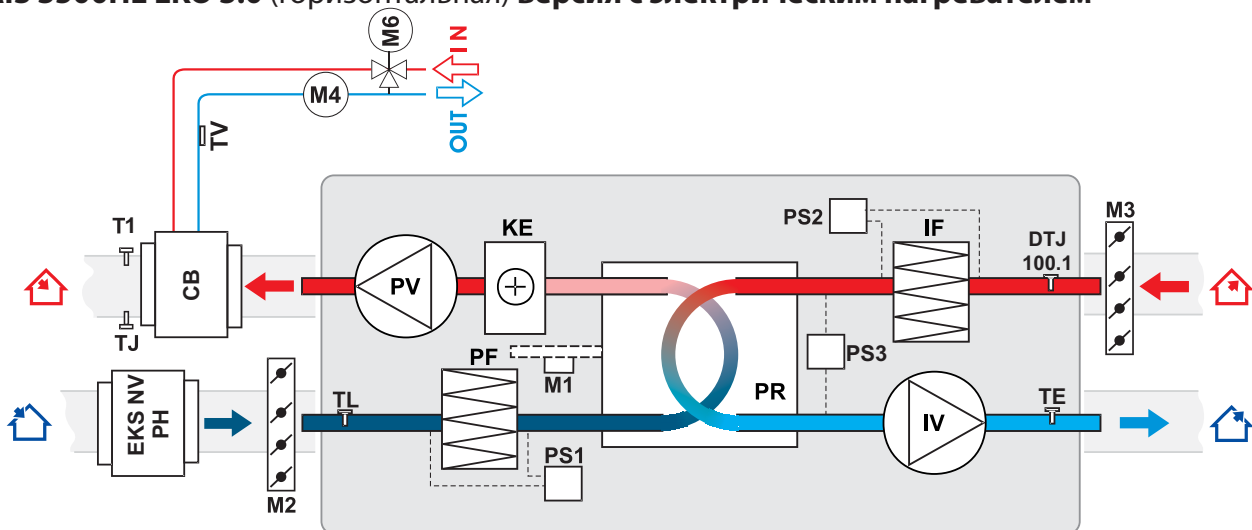 (горизонтальная) версия с электрическим нагревателем
M6
IN
M4
OUT
TV
T1
CB
TJ
PV
KE
PS2
IF
DTJ
100.1
M3
PF
M1
PS3
PR
EKS NV
PH
M2
TL
PS1
IV
TE